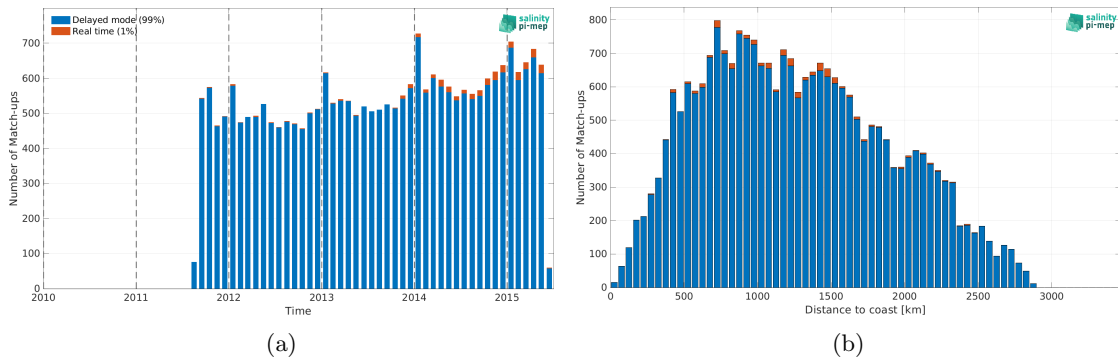 Delayed mode (99%)
Real time (1%)
salinity
pi-mep
Number of Match-ups
700
600
500
400
300
200
100
0
2010
2011
2012
2013
2014
2015
Time
(a)
salinity
pi-mep
Number of Match-ups
800
700
600
500
400
300
200
100
0
0
500
1000
1500
2000
2500
3000
Distance to coast [km]
(b)